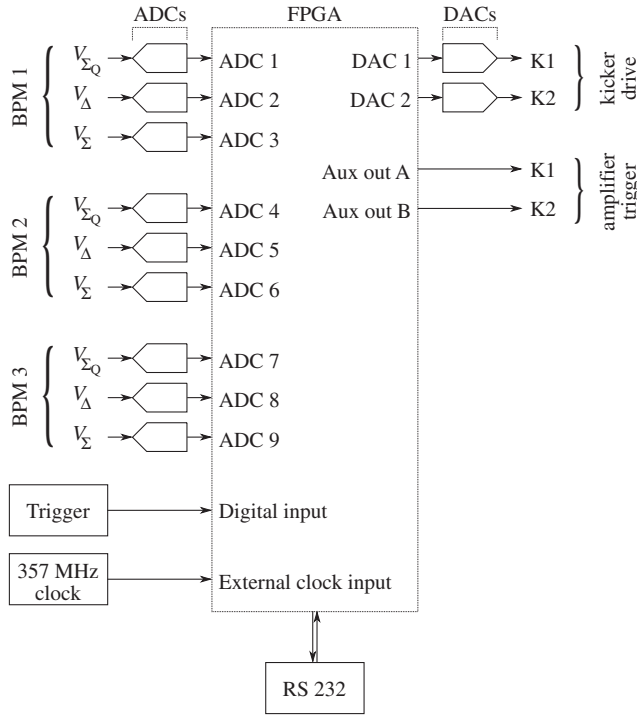 ADCs FPGA DACs
BPM 1
V_Σ_Q ADC 1 DAC 1 K1
V_Δ ADC 2 DAC 2 K2
kicker drive
V_Σ ADC 3
Aux out A K1
Aux out B K2
amplifier trigger
BPM 2
V_Σ_Q ADC 4
V_Δ ADC 5
V_Σ ADC 6
BPM 3
V_Σ_Q ADC 7
V_Δ ADC 8
V_Σ ADC 9
Trigger Digital input
357 MHz
clock
External clock input
RS 232